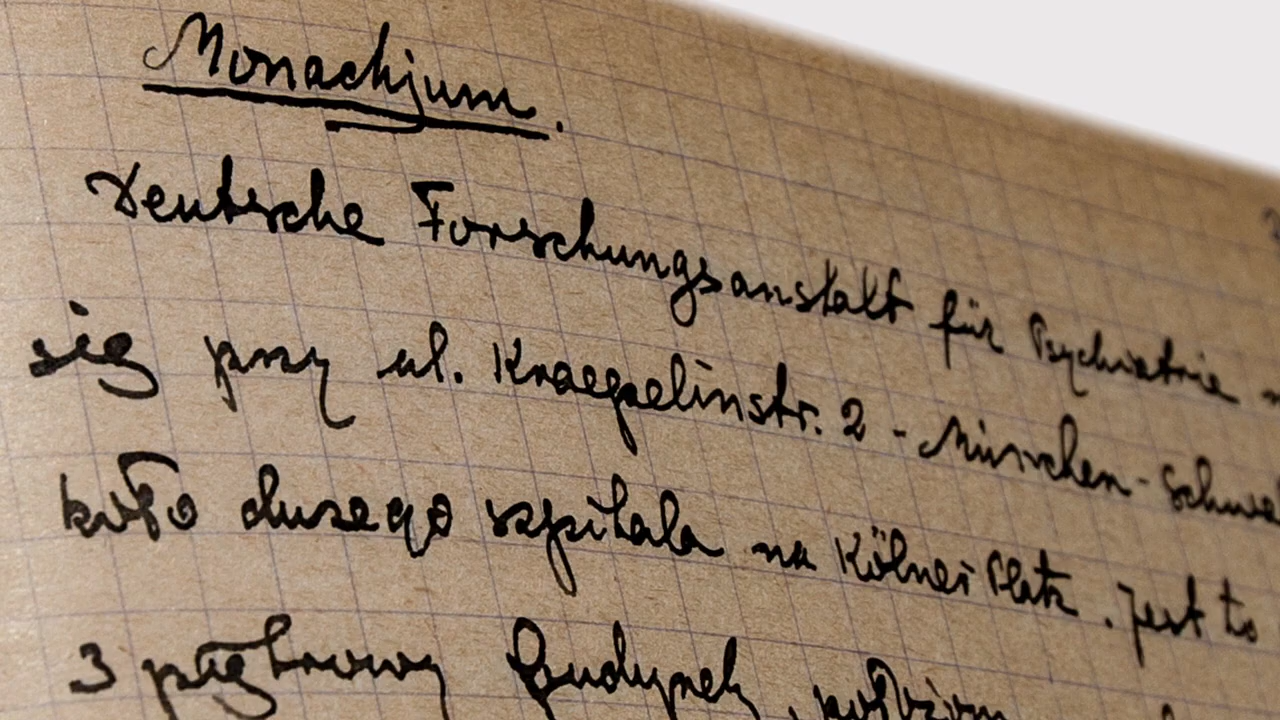 Monachjum.
Deutsche Forschungsanstalt für Psychiatrie
się przy ul. Kraepelinstr. 2 - München - Schwa
koło dużego szpitala na Kölner Platz. Jest to
3 piętrowy budynek,